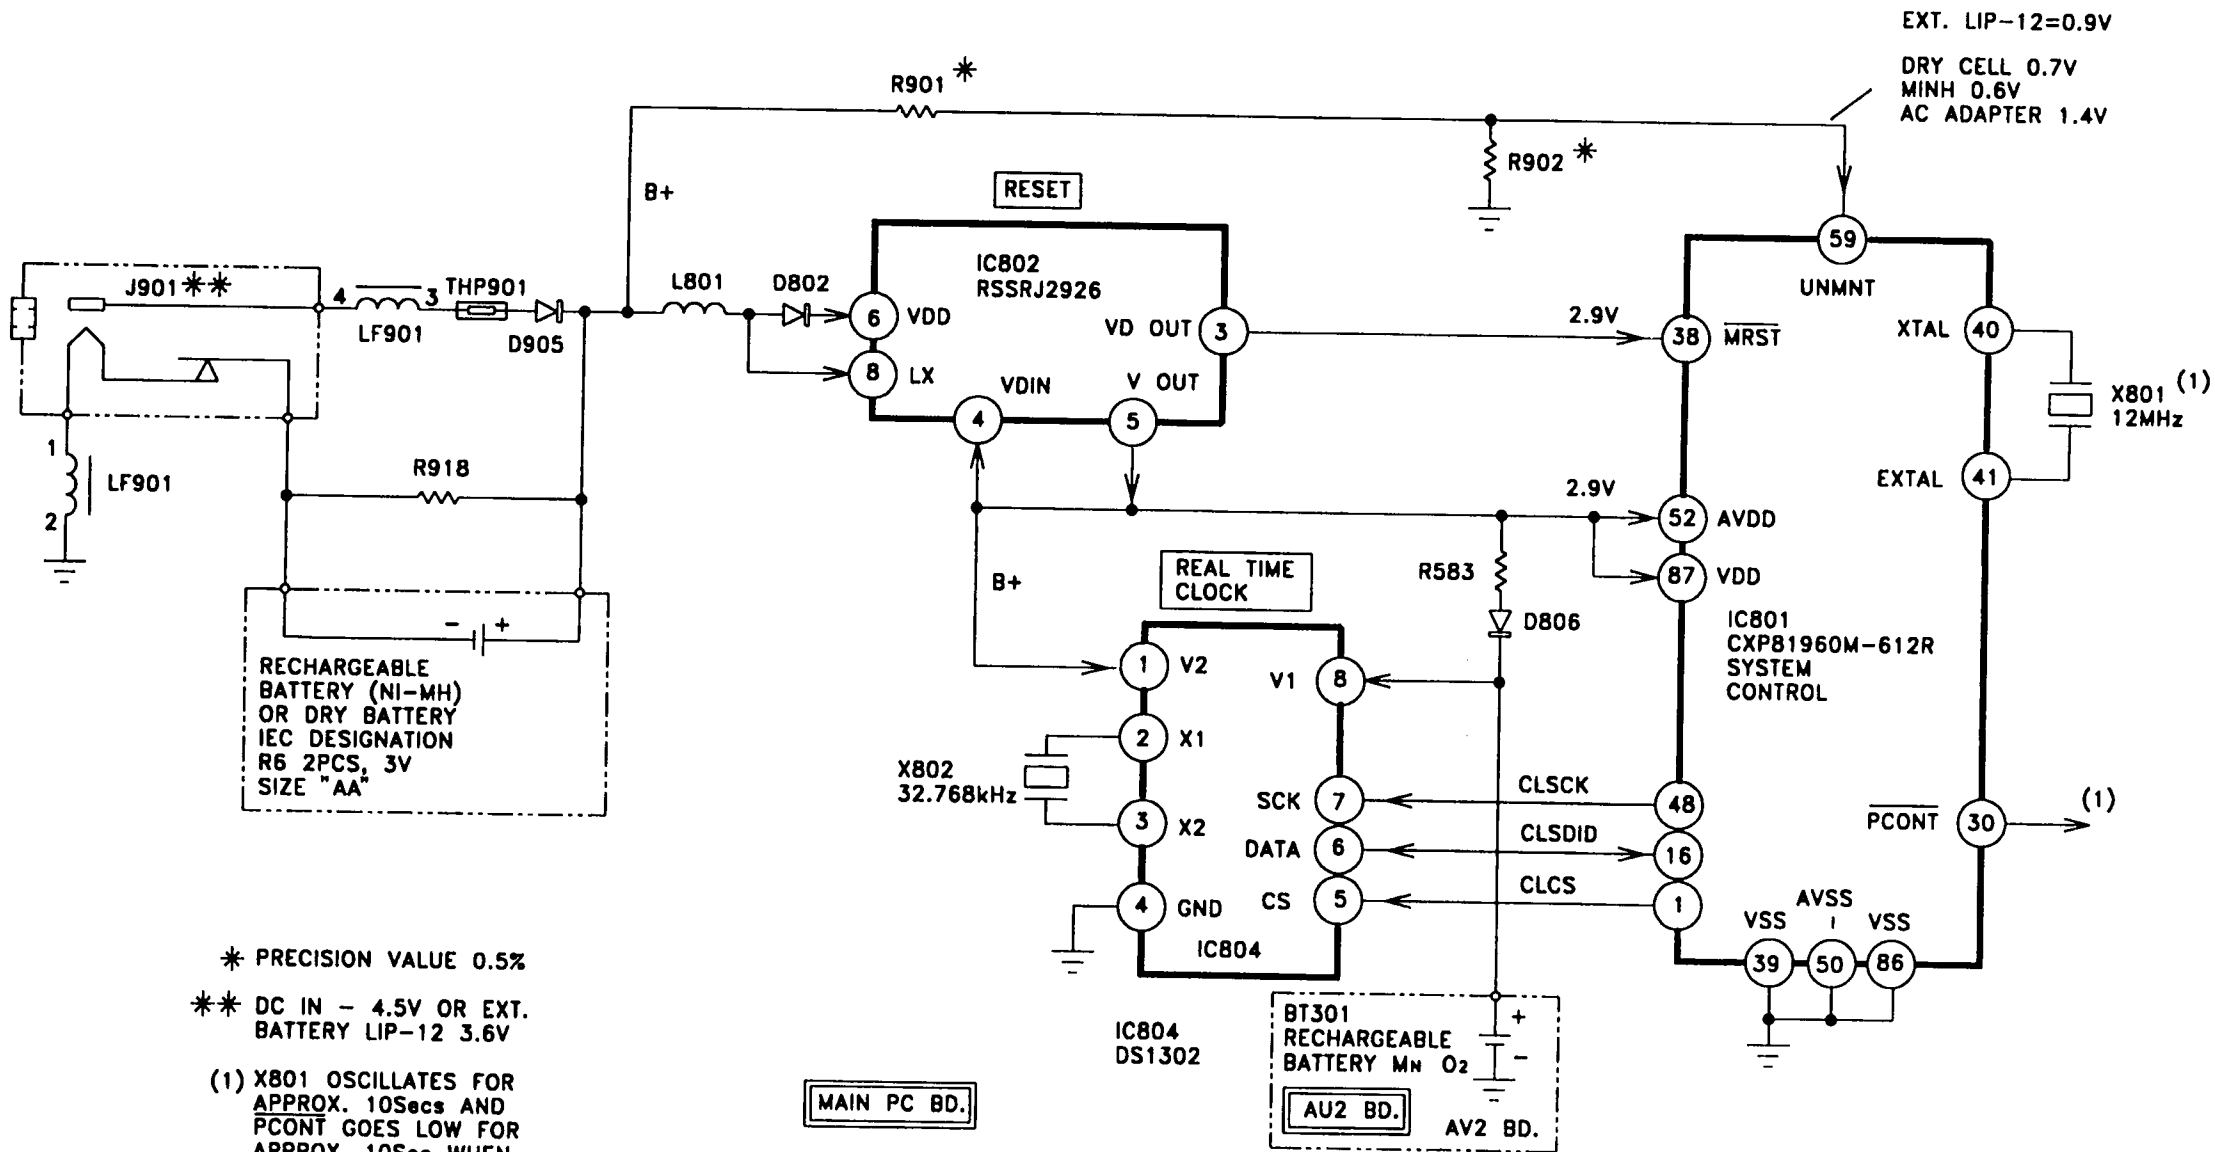 EXT. LIP-12=0.9V
DRY CELL 0.7V
MINH 0.6V
AC ADAPTER 1.4V
R901 *
R902 *
B+
RESET
59
UNMNT
J901 **
4
3
THP901
LF901
D905
L801
D802
IC802
RSSRJ2926
6
VDD
8
LX
VDIN
4
V OUT
5
VD OUT
3
2.9V
38
MRST
XTAL
40
X801 (1)
12MHz
EXTAL
41
1
LF901
2
R918
2.9V
52
AVDD
87
VDD
IC801
CXP81960M-612R
SYSTEM
CONTROL
REAL TIME
CLOCK
B+
R583
D806
- +
RECHARGEABLE
BATTERY (NI-MH)
OR DRY BATTERY
IEC DESIGNATION
R6 2PCS, 3V
SIZE "AA"
1
V2
V1
8
2
X1
X802
32.768kHz
3
X2
SCK
7
CLSCK
48
DATA
6
CLSDID
16
CS
5
CLCS
1
4
GND
IC804
PCONT
30
(1)
VSS
AVSS
VSS
39
50
86
* PRECISION VALUE 0.5%
** DC IN - 4.5V OR EXT.
BATTERY LIP-12 3.6V
(1) X801 OSCILLATES FOR
APPROX. 10Secs AND
PCONT GOES LOW FOR
APPROX. 10Sec WHEN
MAIN PC BD.
IC804
DS1302
BT301
RECHARGEABLE
BATTERY MN O2
+
-
AU2 BD.
AV2 BD.